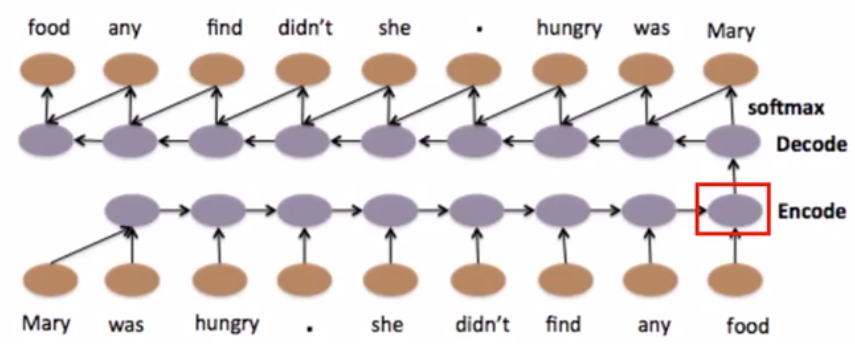 food any find didn't she . hungry was Mary
softmax
Decode
Encode
Mary was hungry . she didn't find any food